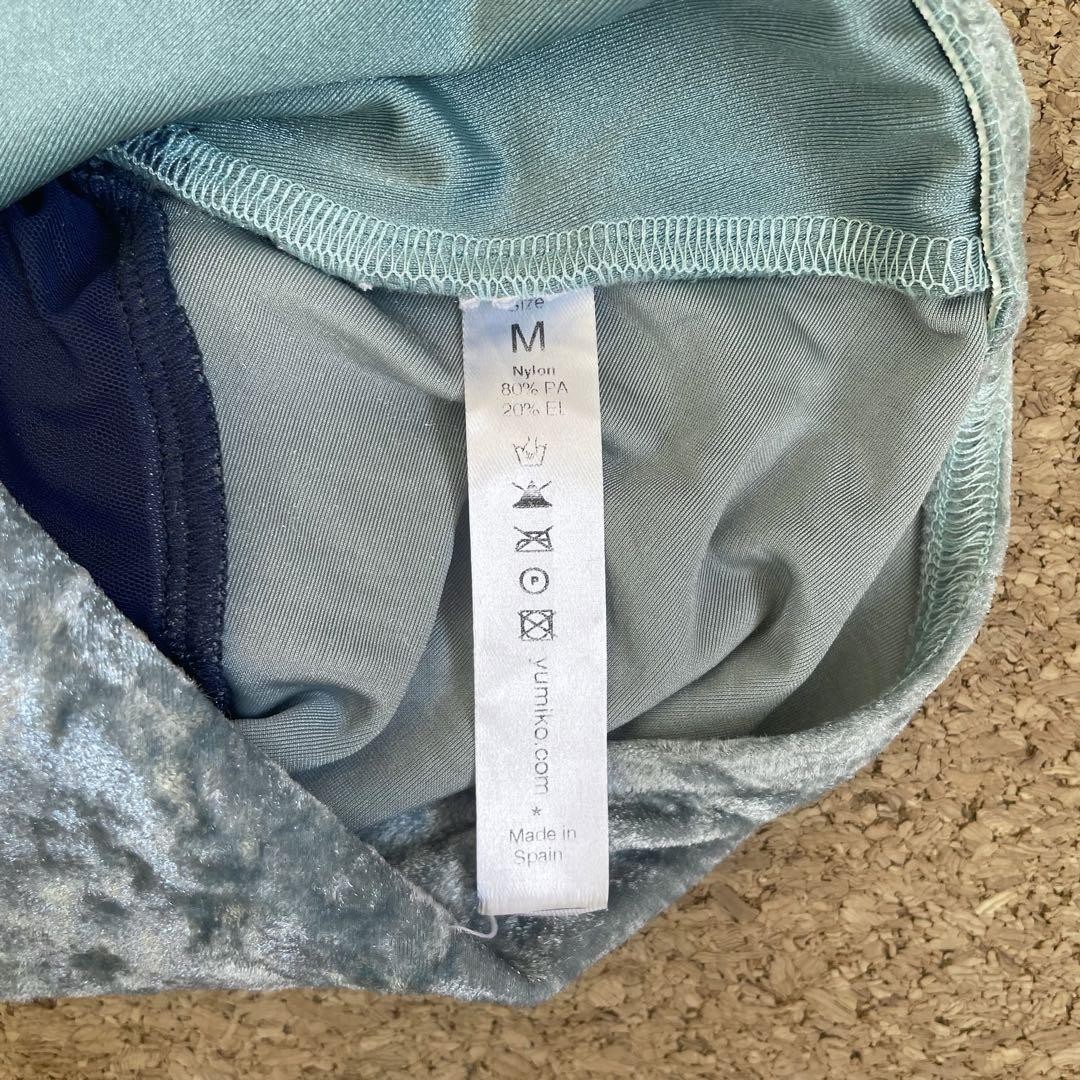 Size
M
Nylon
80% PA
20% EL
P
yumiko.com *
Made in
Spain